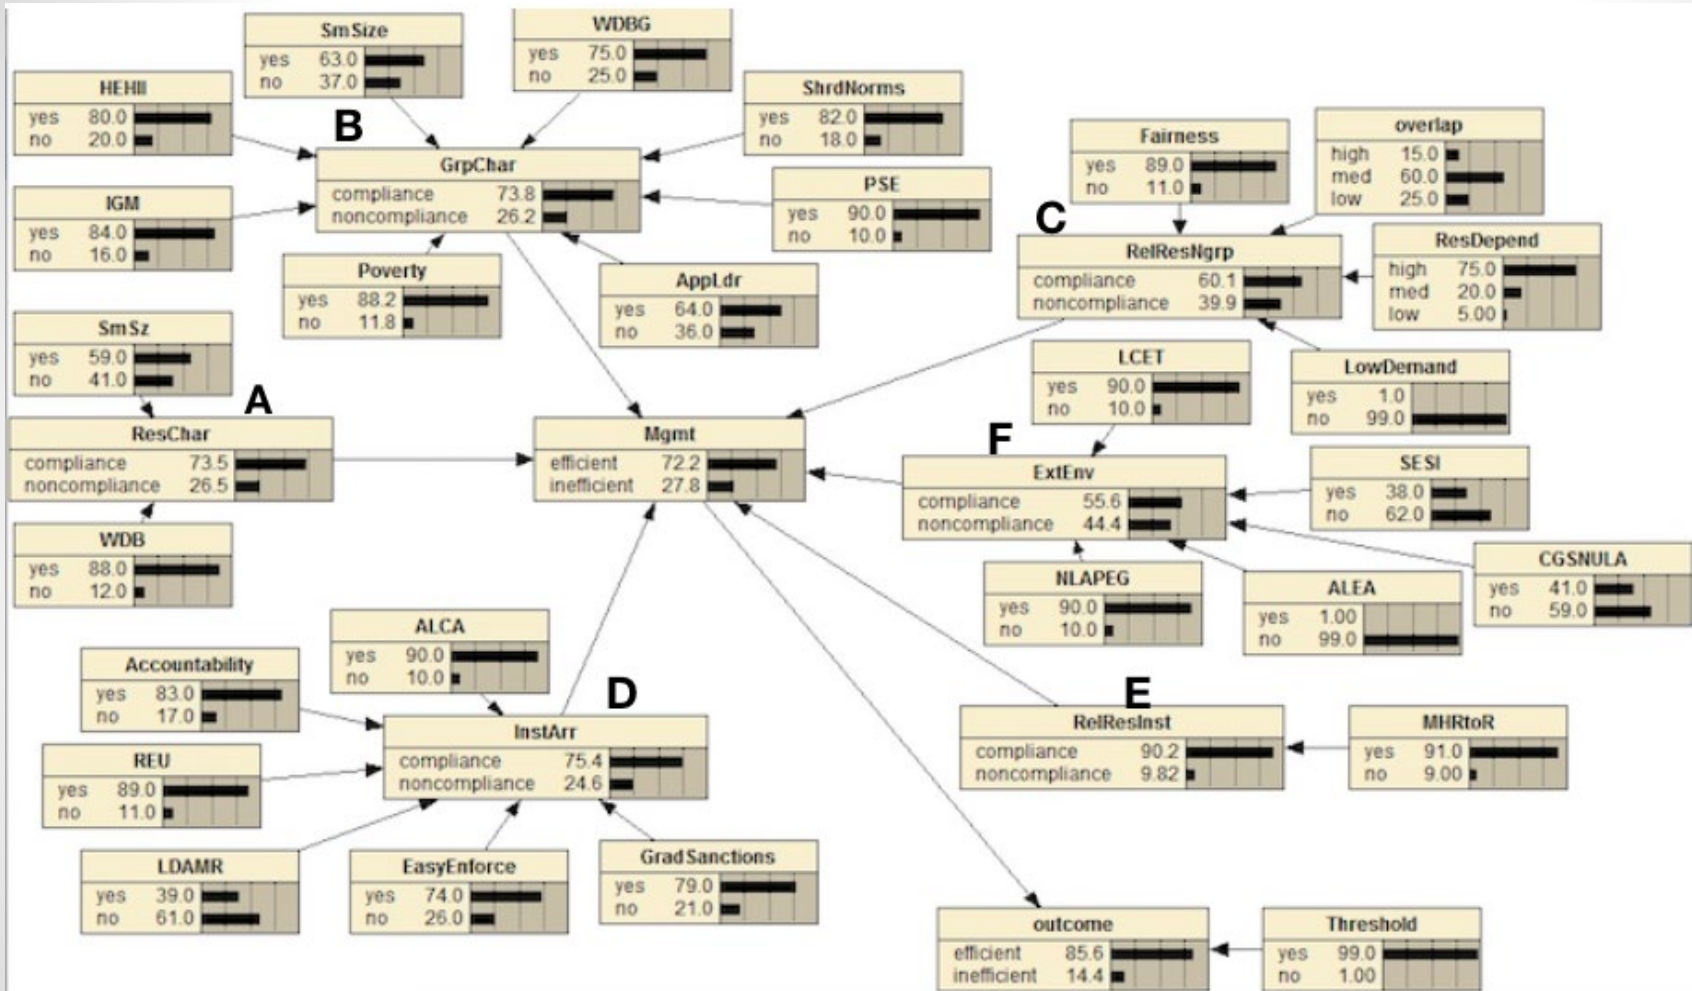 SmSize
yes 63.0
no 37.0
WDBG
yes 75.0
no 25.0
HEHII
yes 80.0
no 20.0
ShrdNorms
yes 82.0
no 18.0
B
GrpChar
compliance 73.8
noncompliance 26.2
IGM
yes 84.0
no 16.0
PSE
yes 90.0
no 10.0
Poverty
yes 88.2
no 11.8
AppLdr
yes 64.0
no 36.0
Fairness
yes 89.0
no 11.0
overlap
high 15.0
med 60.0
low 25.0
C
RelResNgrp
compliance 60.1
noncompliance 39.9
ResDepend
high 75.0
med 20.0
low 5.00
LowDemand
yes 1.0
no 99.0
SmSz
yes 59.0
no 41.0
A
ResChar
compliance 73.5
noncompliance 26.5
WDB
yes 88.0
no 12.0
Mgmt
efficient 72.2
inefficient 27.8
LCET
yes 90.0
no 10.0
F
ExtEnv
compliance 55.6
noncompliance 44.4
SESI
yes 38.0
no 62.0
CGSNULA
yes 41.0
no 59.0
NLAPEG
yes 90.0
no 10.0
ALEA
yes 1.00
no 99.0
ALCA
yes 90.0
no 10.0
Accountability
yes 83.0
no 17.0
D
InstArr
compliance 75.4
noncompliance 24.6
REU
yes 89.0
no 11.0
LDAMR
yes 39.0
no 61.0
EasyEnforce
yes 74.0
no 26.0
GradSanctions
yes 79.0
no 21.0
E
RelResInst
compliance 90.2
noncompliance 9.82
MHRtoR
yes 91.0
no 9.00
outcome
efficient 85.6
inefficient 14.4
Threshold
yes 99.0
no 1.00